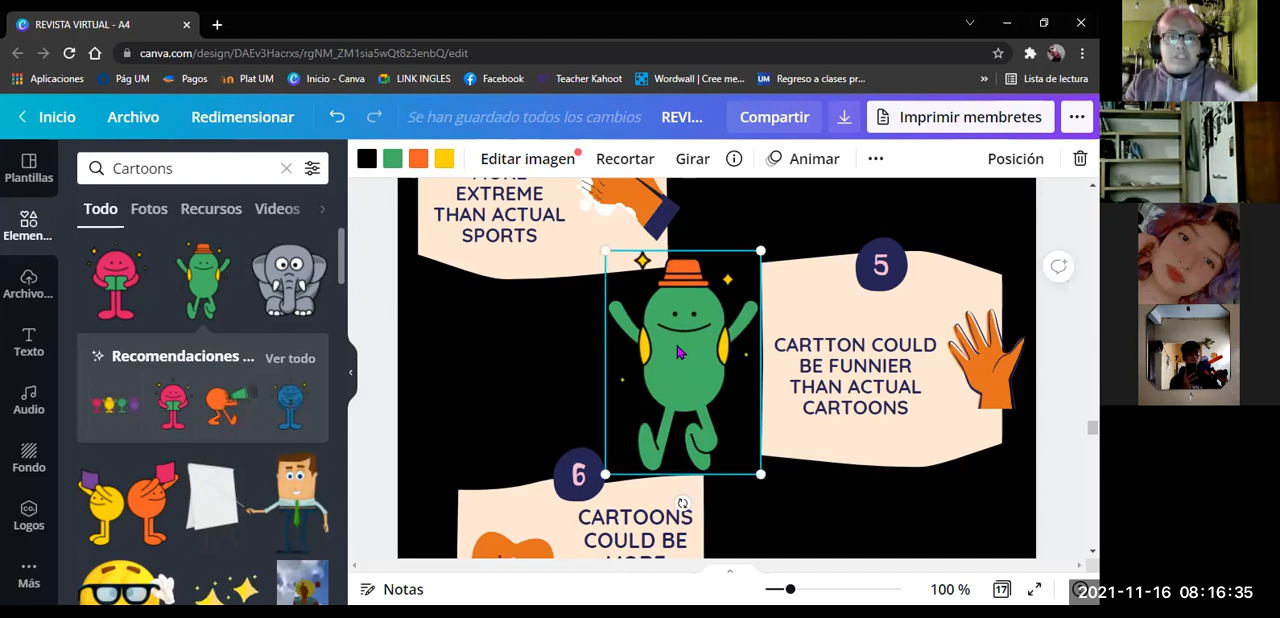 REVISTA VIRTUAL - A4
canva.com/design/DAEv3Hacrxs/rgNM_ZM1sia5wQt8z3enbQ/edit
Aplicaciones
Pág UM
Pagos
Plat UM
Inicio - Canva
LINK INGLES
Facebook
Teacher Kahoot
Wordwall | Cree me...
UM
Regreso a clases pr...
»
Lista de lectura
Inicio
Archivo
Redimensionar
Se han guardado todos los cambios
REVI...
Compartir
Imprimir membretes
Plantillas
Elemen...
Archivo...
Texto
Audio
Fondo
Logos
Más
Cartoons
Todo
Fotos
Recursos
Videos
Recomendaciones ...
Ver todo
Editar imagen
Recortar
Girar
Animar
Posición
MORE
EXTREME
THAN ACTUAL
SPORTS
5
CARTTON COULD
BE FUNNIER
THAN ACTUAL
CARTOONS
6
CARTOONS
COULD BE
MORE
Notas
100 %
17
2021-11-16 08:16:35